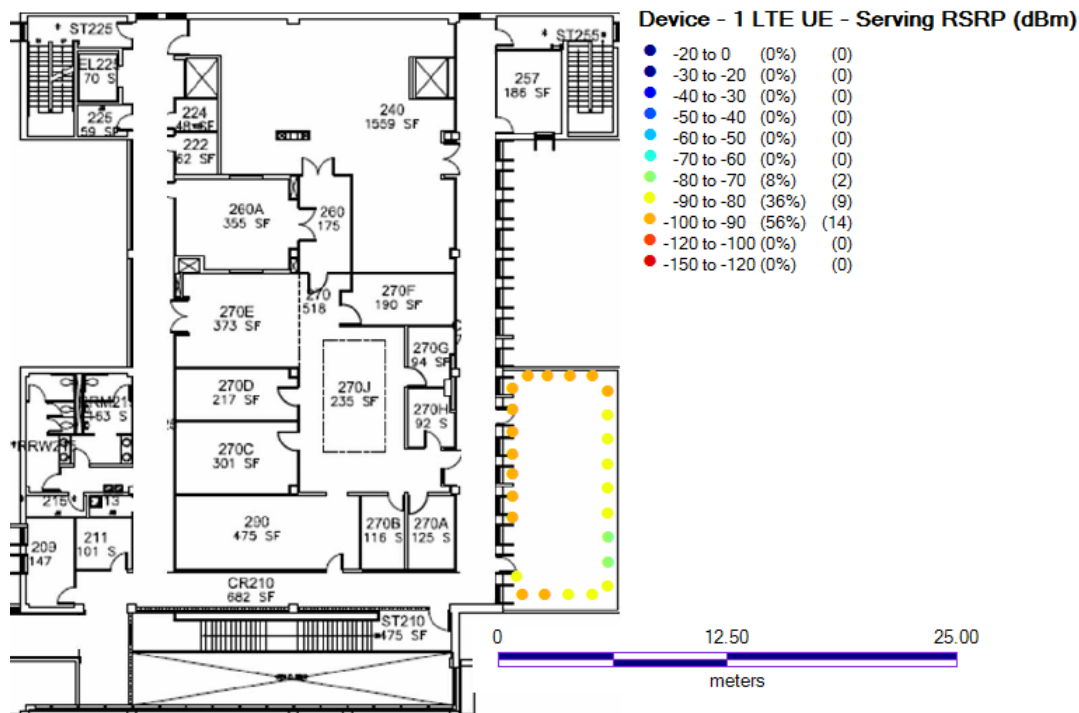 Device - 1 LTE UE - Serving RSRP (dBm)
-20 to 0 (0%) (0)
-30 to -20 (0%) (0)
-40 to -30 (0%) (0)
-50 to -40 (0%) (0)
-60 to -50 (0%) (0)
-70 to -60 (0%) (0)
-80 to -70 (8%) (2)
-90 to -80 (36%) (9)
-100 to -90 (56%) (14)
-120 to -100 (0%) (0)
-150 to -120 (0%) (0)
ST225
ST255
EL225
70 S
257
186 SF
224
48 SF
240
1559 SF
225
59 SF
222
62 SF
260A
355 SF
260
175
270
518
270F
190 SF
270E
373 SF
270G
94 SF
270D
217 SF
270J
235 SF
270H
92 S
163 S
270C
301 SF
215
13
290
475 SF
270B
116 S
270A
125 S
209
147
211
101 S
CR210
682 SF
ST210
475 SF
0 12.50 25.00
meters